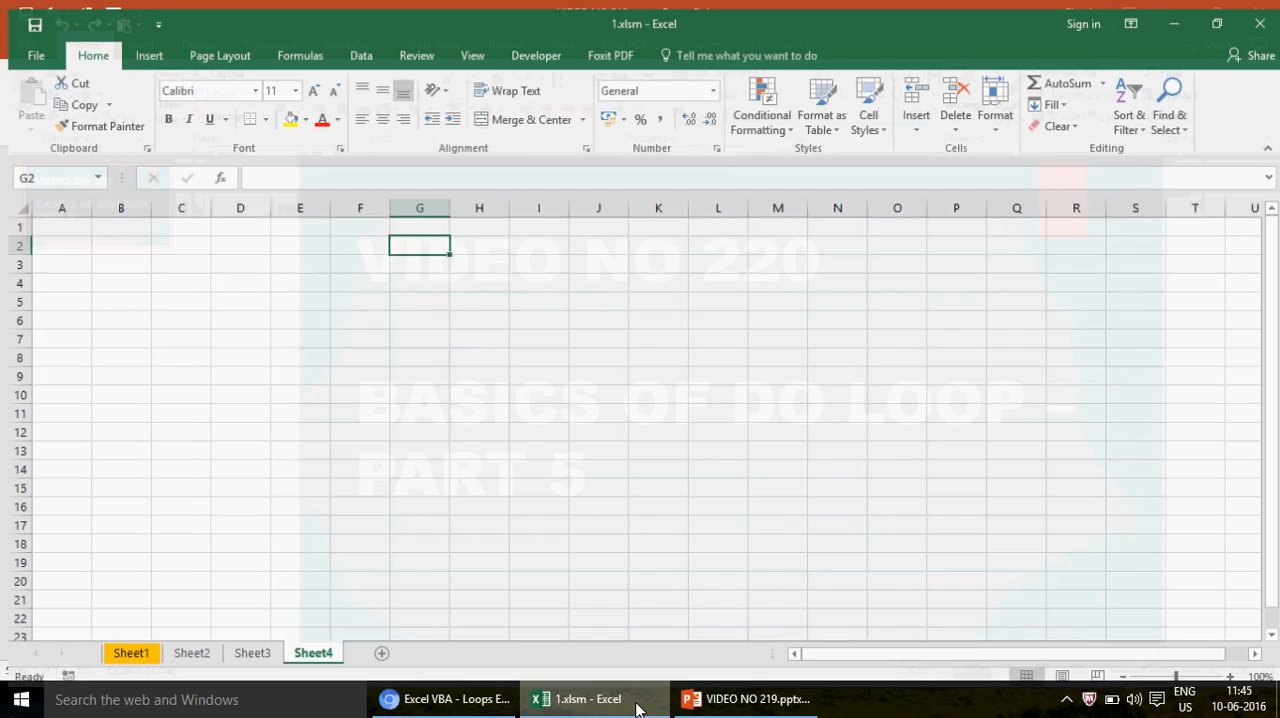 1.xlsm - Excel
Sign in
File Home Insert Page Layout Formulas Data Review View Developer Foxit PDF Tell me what you want to do Share
Paste
Cut
Copy
Format Painter
Calibri 11
B I U
A
Wrap Text
Merge & Center
General
%
Conditional Formatting
Format as Table
Cell Styles
Insert
Delete
Format
AutoSum
Fill
Clear
Sort & Filter
Find & Select
Clipboard Font Alignment Number Styles Cells Editing
G2 fx
A B C D E F G H I J K L M N O P Q R S T U
1
2
3
4
5
6
7
8
9
10
11
12
13
14
15
16
17
18
19
20
21
22
23
VIDEO NO 220
BASICS OF DO LOOP –
PART 5
Sheet1 Sheet2 Sheet3 Sheet4
Ready
100%
Search the web and Windows
Excel VBA - Loops E...
1.xlsm - Excel
VIDEO NO 219.pptx...
ENG
US
11:45
10-06-2016